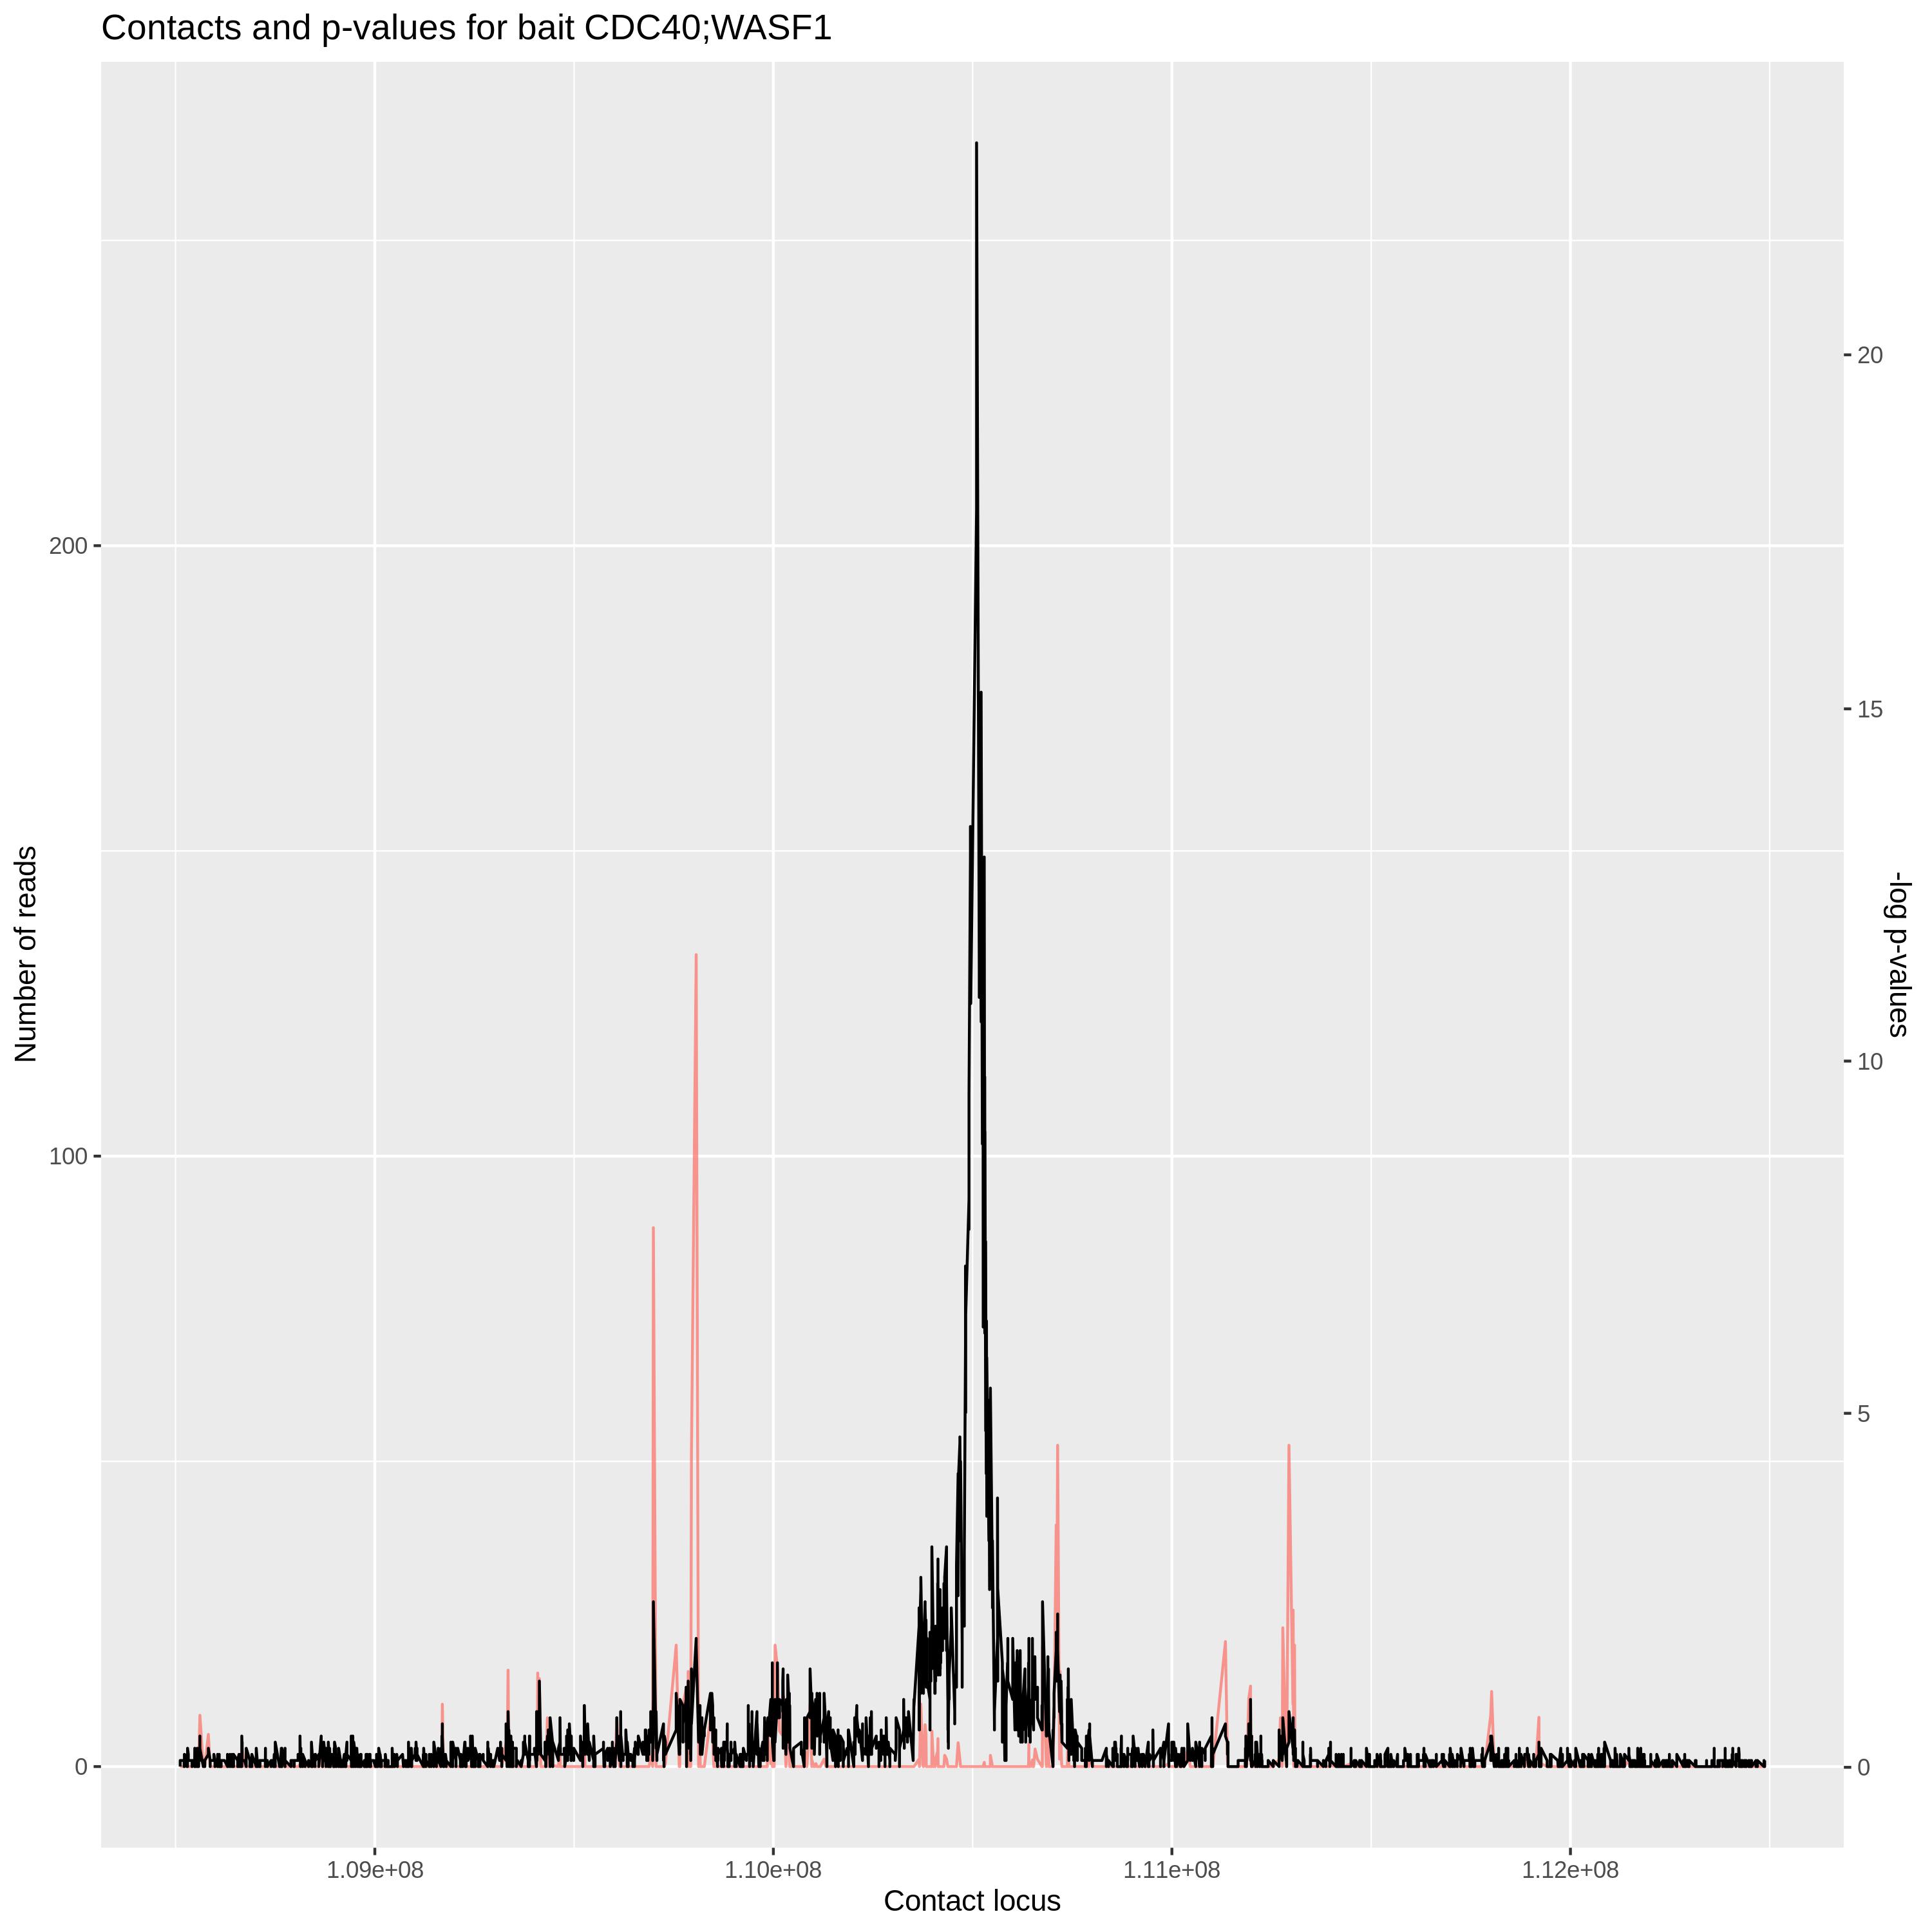 Contacts and p-values for bait CDC40;WASF1
Number of reads
200
100
0
20
15
10
5
0
-log p-values
1.09e+08
1.10e+08
1.11e+08
1.12e+08
Contact locus